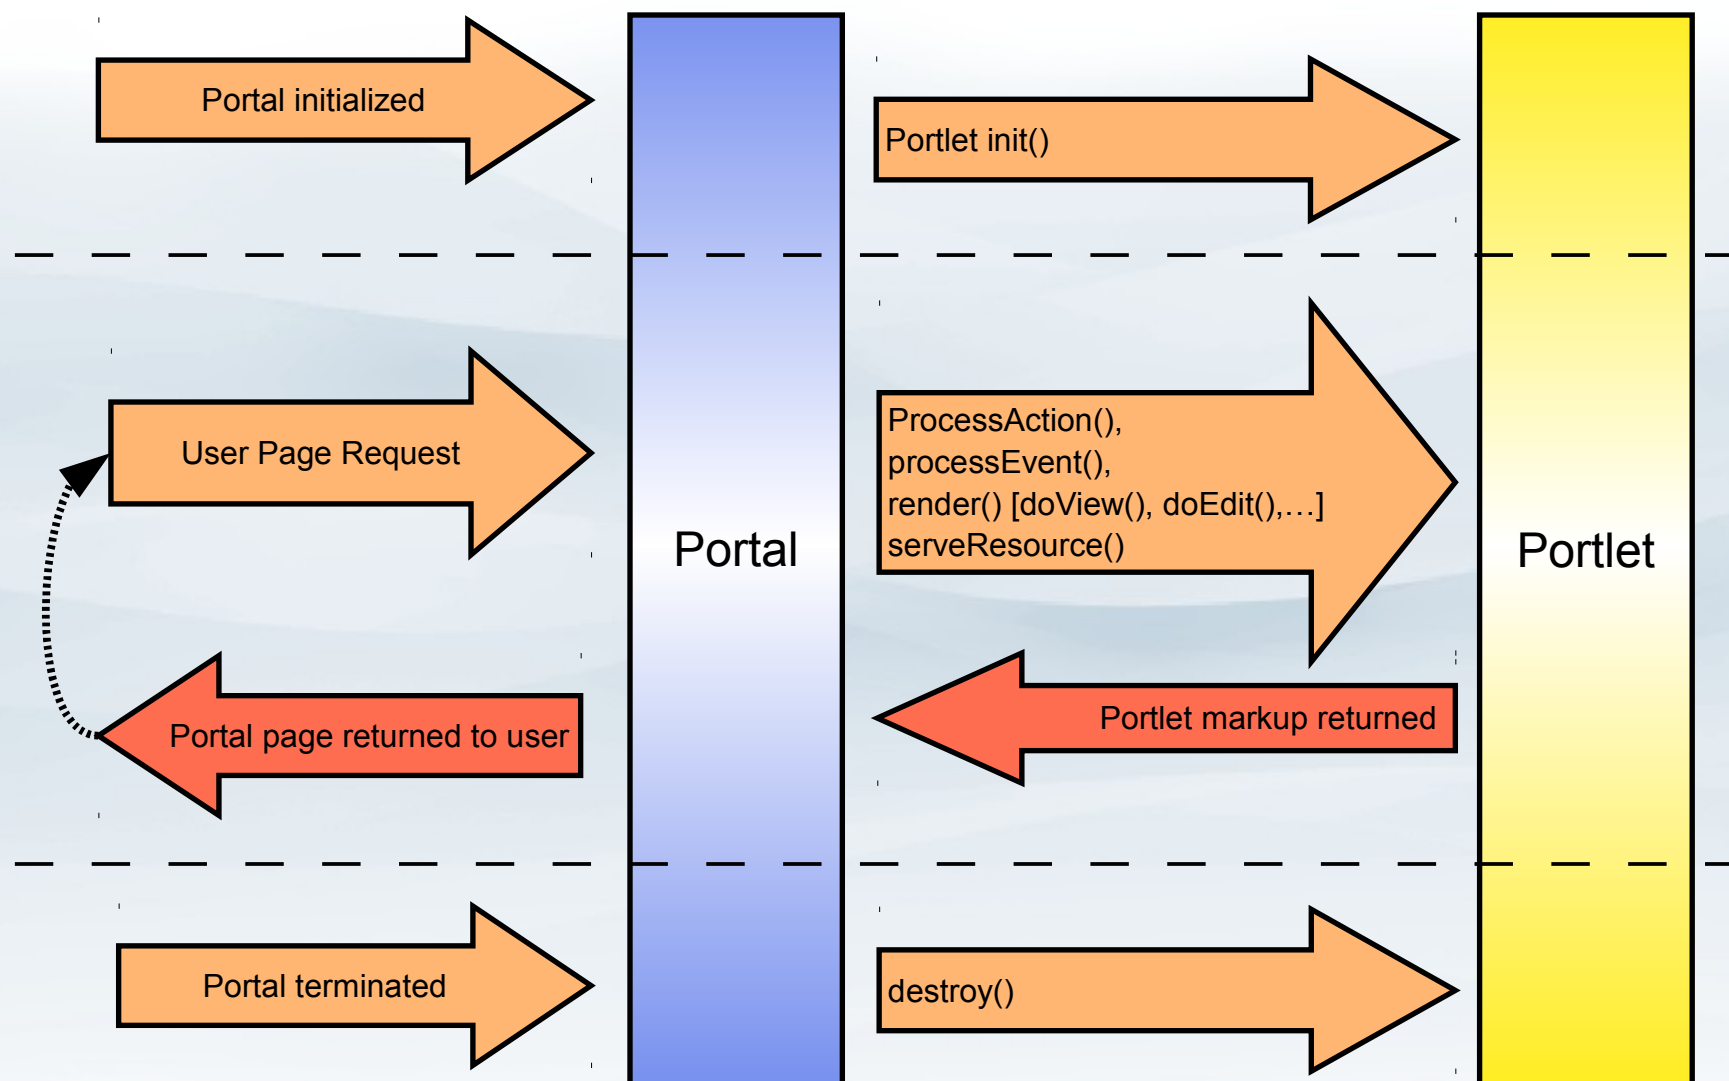 Portal initialized
Portlet init()
User Page Request
ProcessAction(),
processEvent(),
render() [doView(), doEdit(),...]
serveResource()
Portal
Portlet
Portal page returned to user
Portlet markup returned
Portal terminated
destroy()